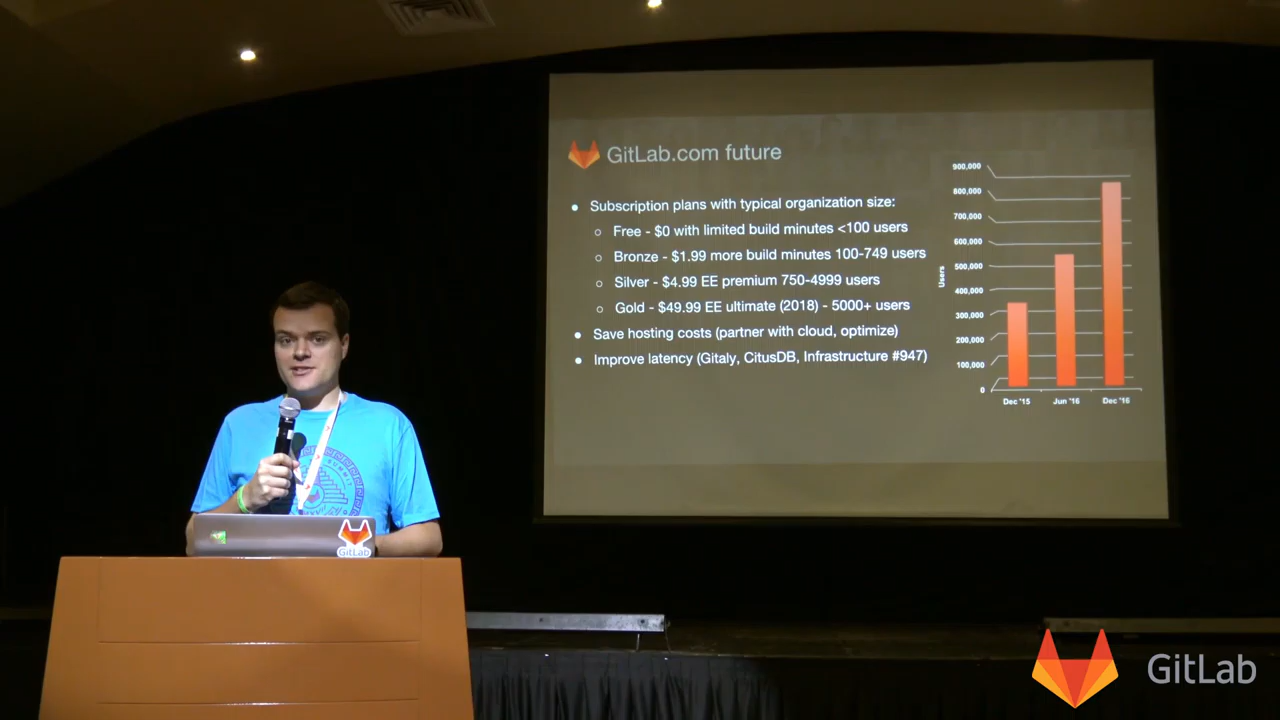 GitLab.com future
● Subscription plans with typical organization size:
○ Free - $0 with limited build minutes <100 users
○ Bronze - $1.99 more build minutes 100-749 users
○ Silver - $4.99 EE premium 750-4999 users
○ Gold - $49.99 EE ultimate (2018) - 5000+ users
● Save hosting costs (partner with cloud, optimize)
● Improve latency (Gitaly, CitusDB, Infrastructure #947)
900,000
800,000
700,000
600,000
500,000
400,000
300,000
200,000
100,000
0
Users
Dec '15 Jun '16 Dec '16
SUMMIT
GitLab
GitLab